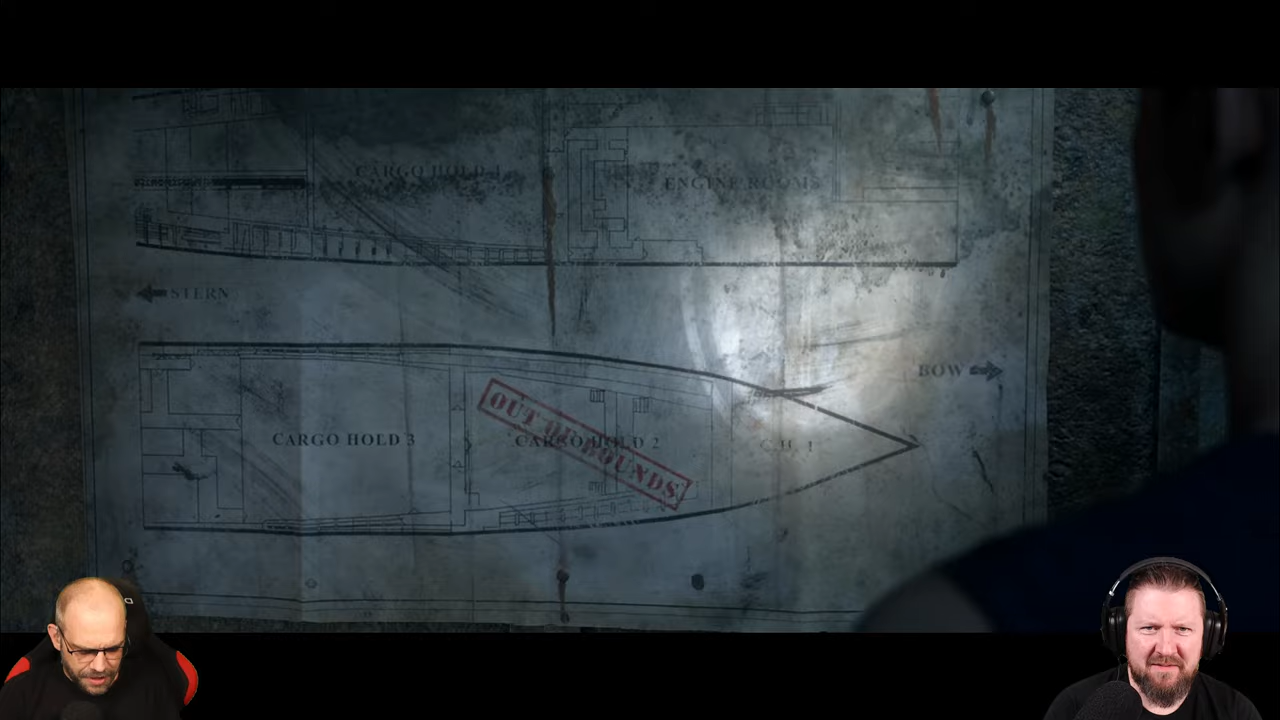 CARGO HOLD 1
ENGINE ROOMS
STERN
BOW
OUT OF BOUNDS
CARGO HOLD 3
CARGO HOLD 2
C.H. 1